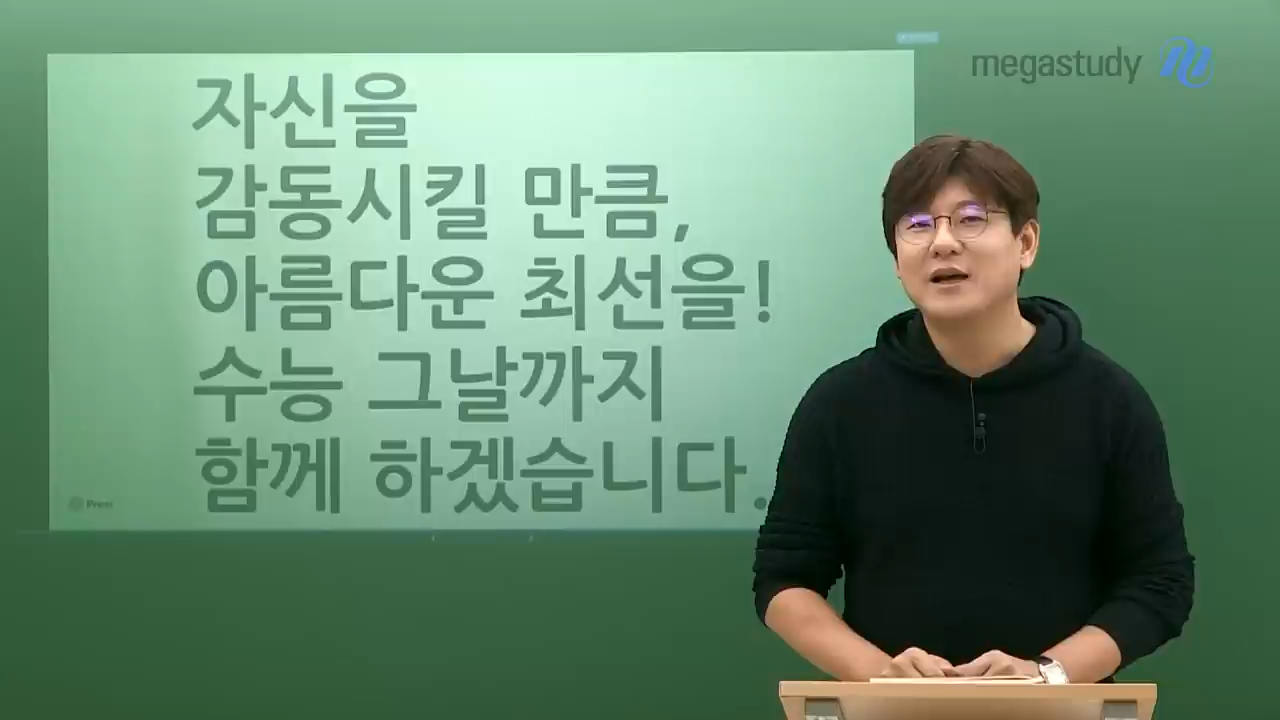 megastudy
자신을
감동시킬 만큼,
아름다운 최선을!
수능 그날까지
함께 하겠습니다.
Prezi